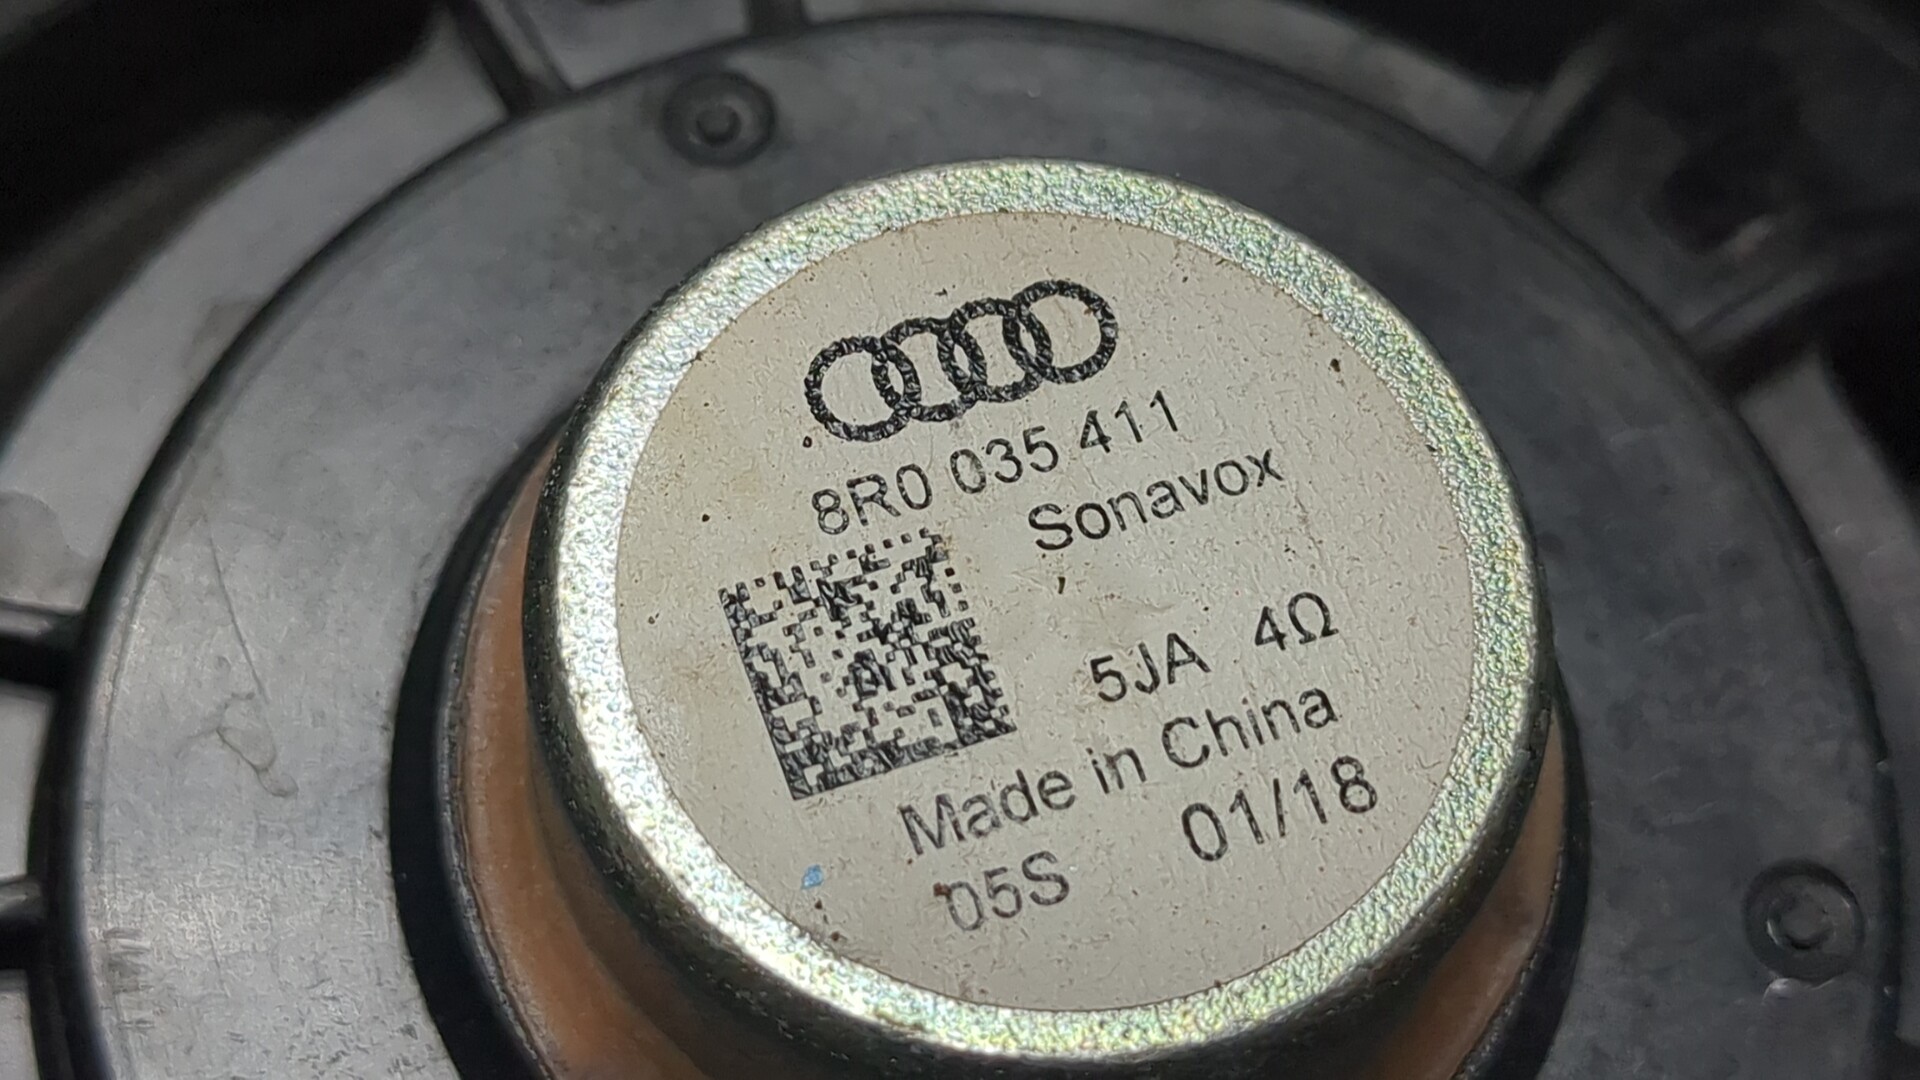 8R0 035 411
Sonavox
5JA 4Ω
Made in China
05S 01/18